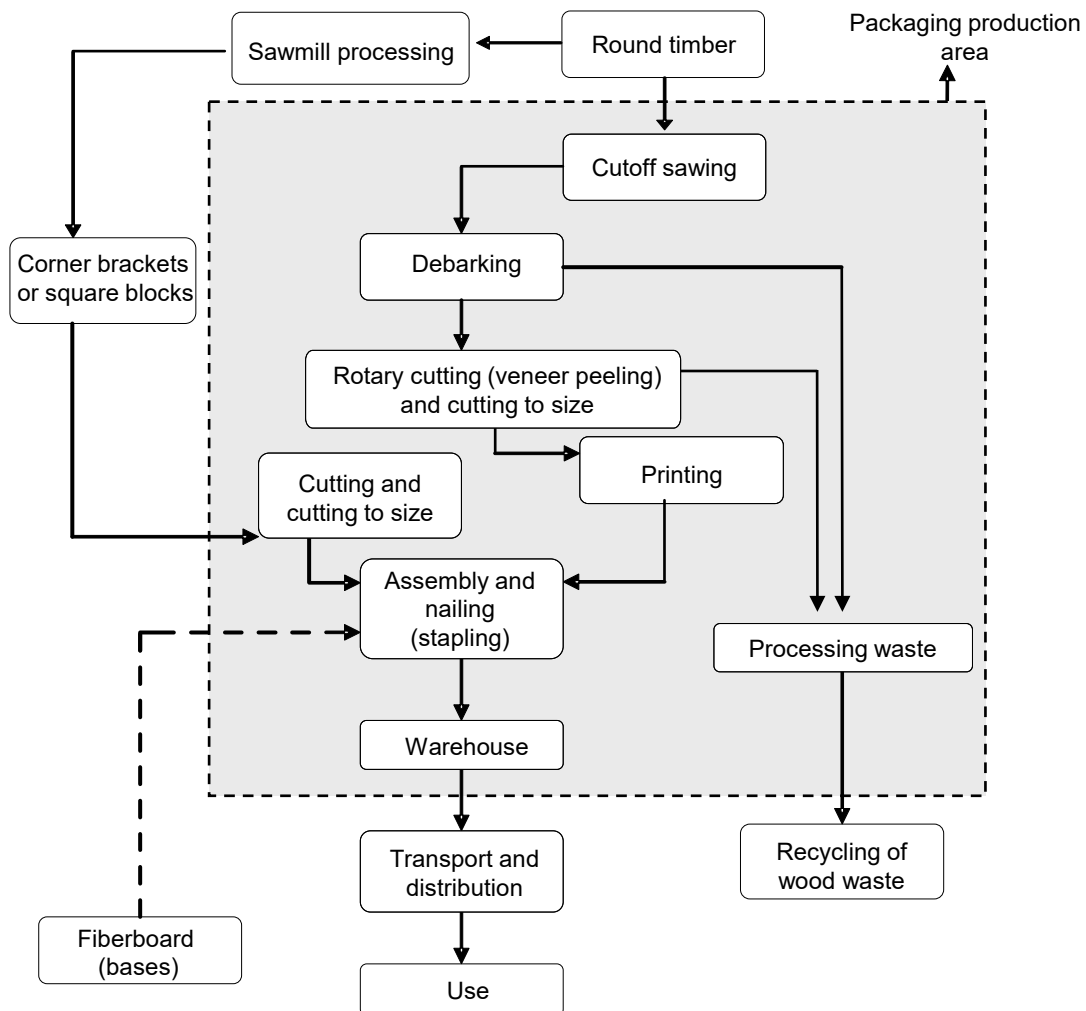 Packaging production
area
Sawmill processing
Round timber
Cutoff sawing
Corner brackets
or square blocks
Debarking
Rotary cutting (veneer peeling)
and cutting to size
Printing
Cutting and
cutting to size
Assembly and
nailing
(stapling)
Processing waste
Warehouse
Transport and
distribution
Recycling of
wood waste
Fiberboard
(bases)
Use